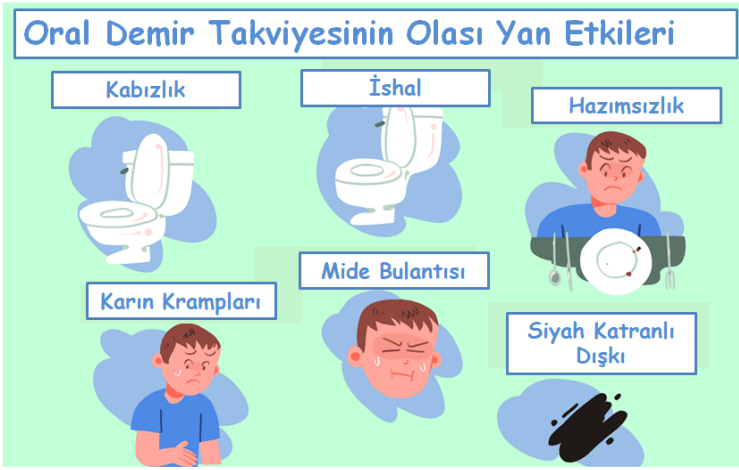 Oral Demir Takviyesinin Olası Yan Etkileri
Kabızlık
İshal
Hazımsızlık
Karın Krampları
Mide Bulantısı
Siyah Katranlı
Dışkı